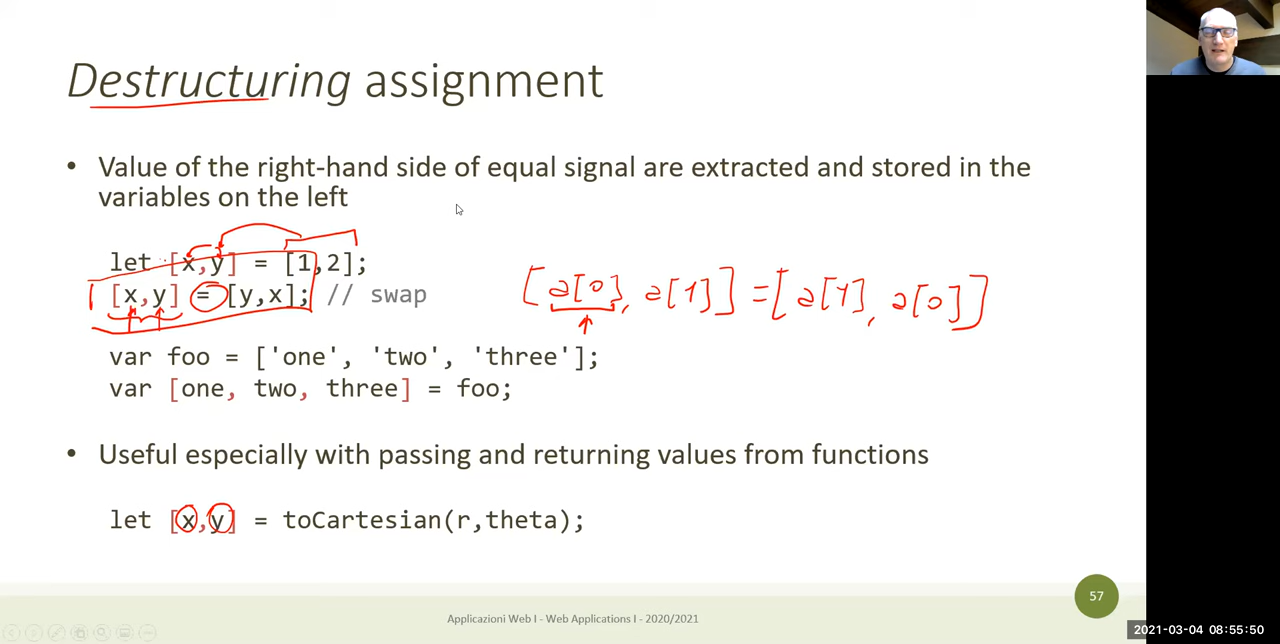 Destructuring assignment
• Value of the right-hand side of equal signal are extracted and stored in the
variables on the left
let [x,y] = [1,2];
[x,y] = [y,x]; // swap
[a[0], a[1]] = [a[1], a[0]]
var foo = ['one', 'two', 'three'];
var [one, two, three] = foo;
• Useful especially with passing and returning values from functions
let [x,y] = toCartesian(r,theta);
57
Applicazioni Web I - Web Applications I - 2020/2021
2021-03-04 08:55:50